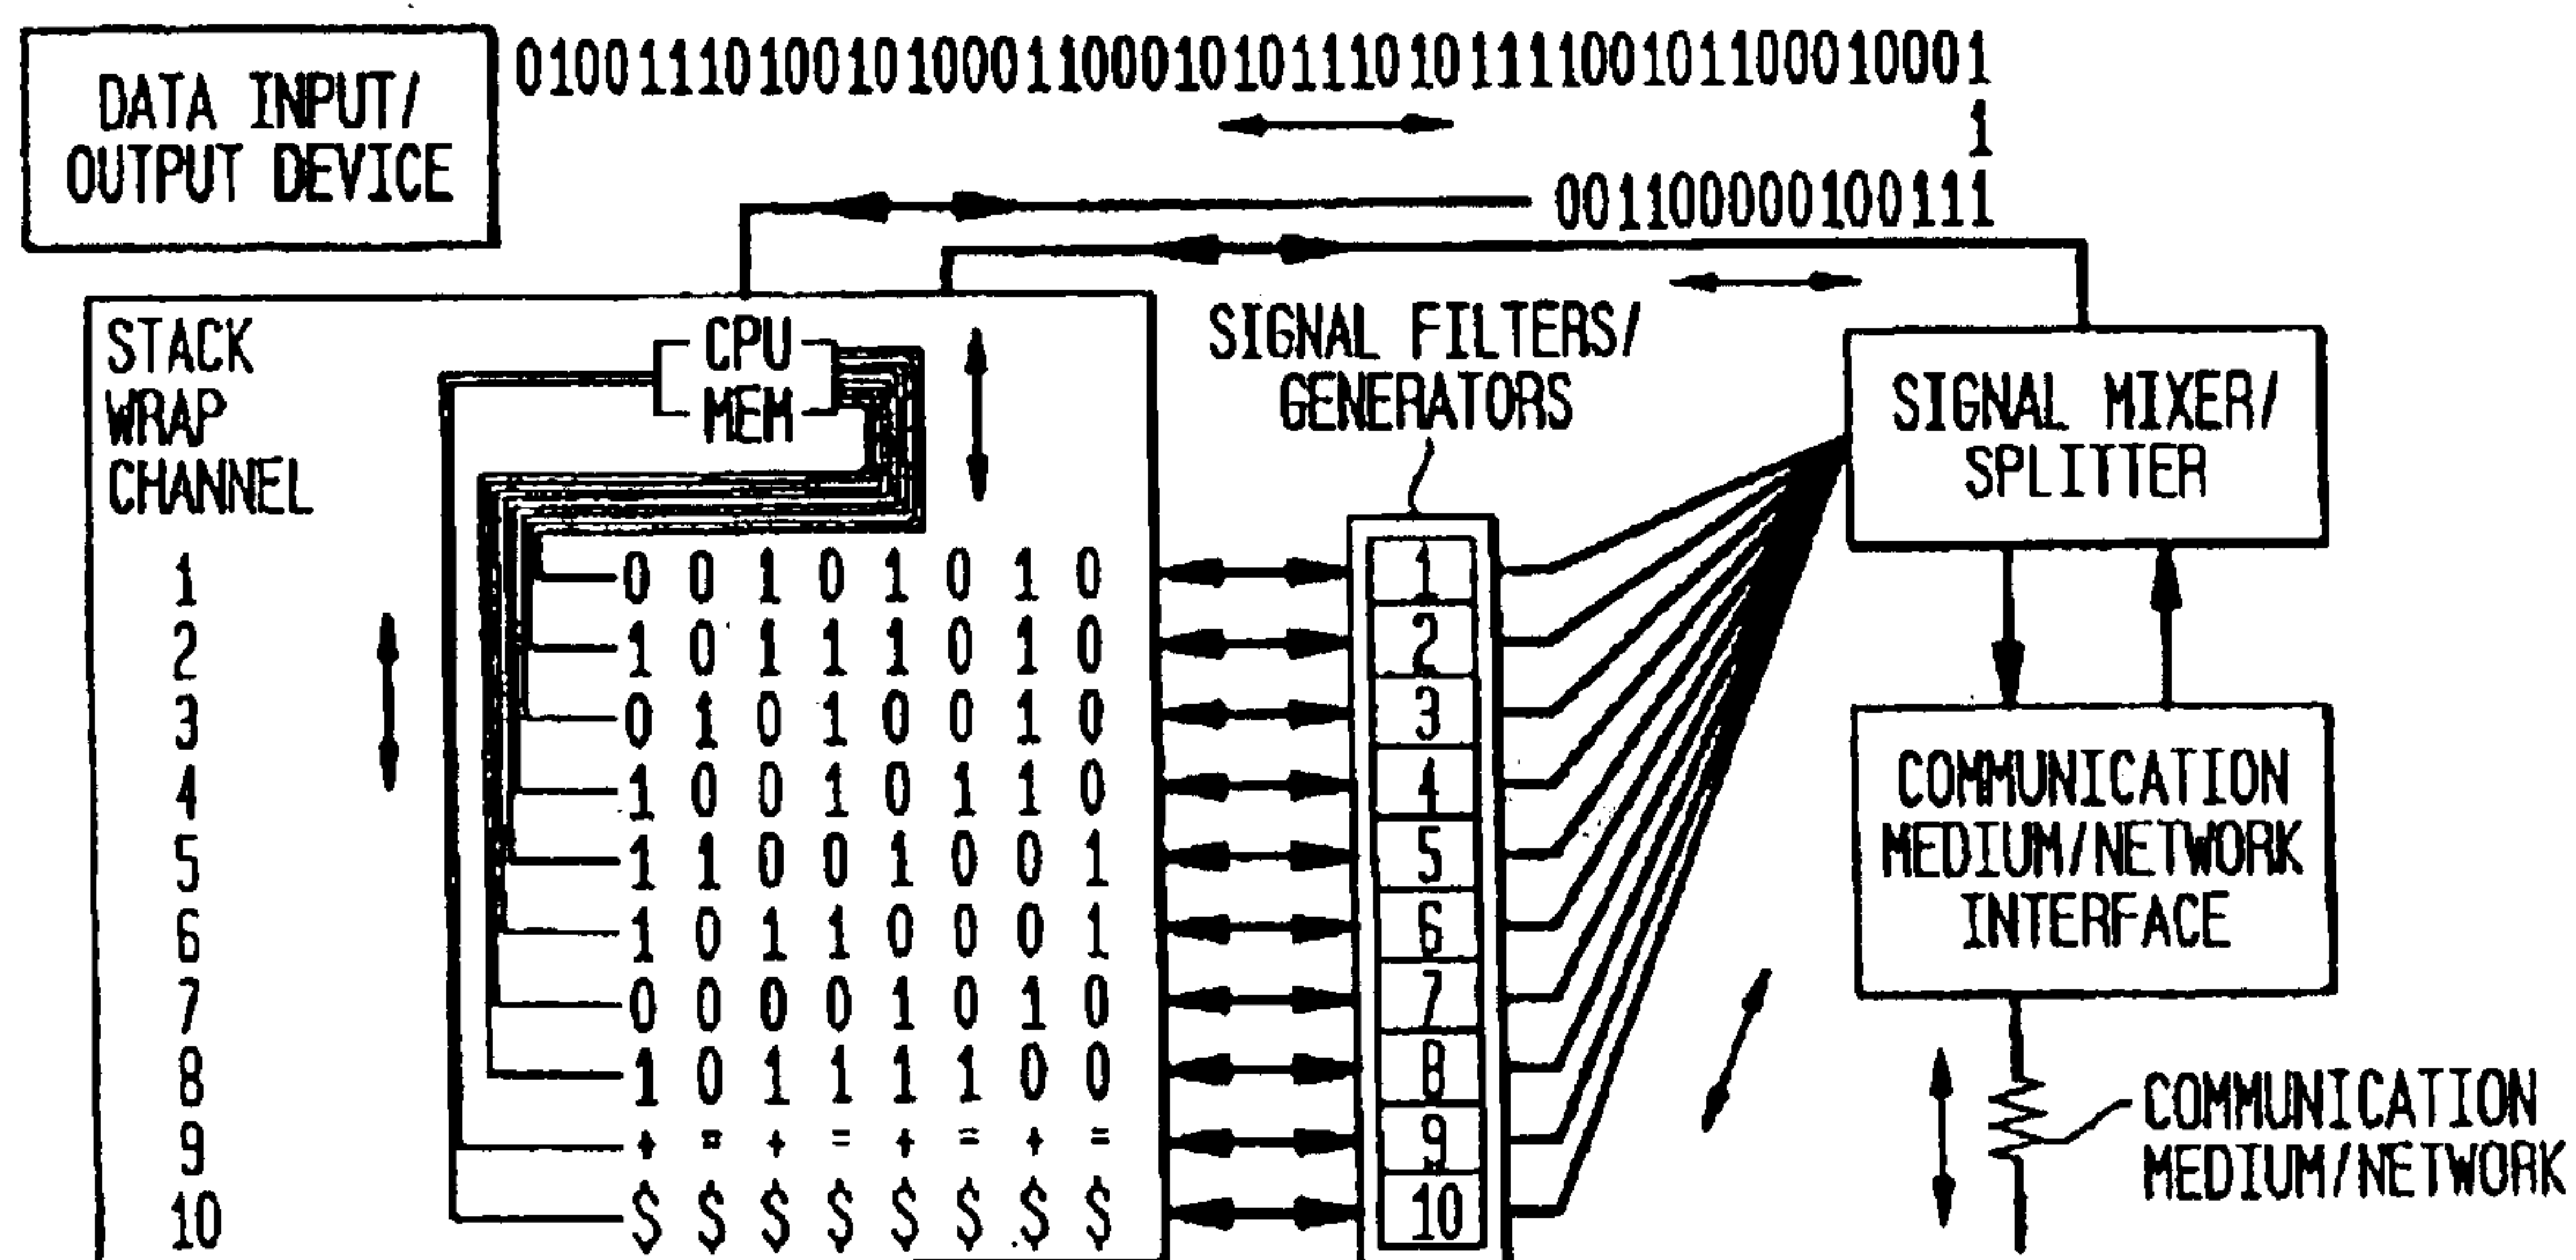 DATA INPUT/
OUTPUT DEVICE
01001110100101000110001010111010111100101100010001
1
001100000100111
STACK
WRAP
CHANNEL
CPU
MEM
SIGNAL FILTERS/
GENERATORS
SIGNAL MIXER/
SPLITTER
1 0 0 1 0 1 0 1 0 1
2 1 0 1 1 1 0 1 0 2
3 0 1 0 1 0 0 1 0 3
4 1 0 0 1 0 1 1 0 4
5 1 1 0 0 1 0 0 1 5
6 1 0 1 1 0 0 0 1 6
7 0 0 0 0 1 0 1 0 7
8 1 0 1 1 1 1 0 0 8
9 + = + = + = + = 9
10 $ $ $ $ $ $ $ $ 10
COMMUNICATION
MEDIUM/NETWORK
INTERFACE
COMMUNICATION
MEDIUM/NETWORK